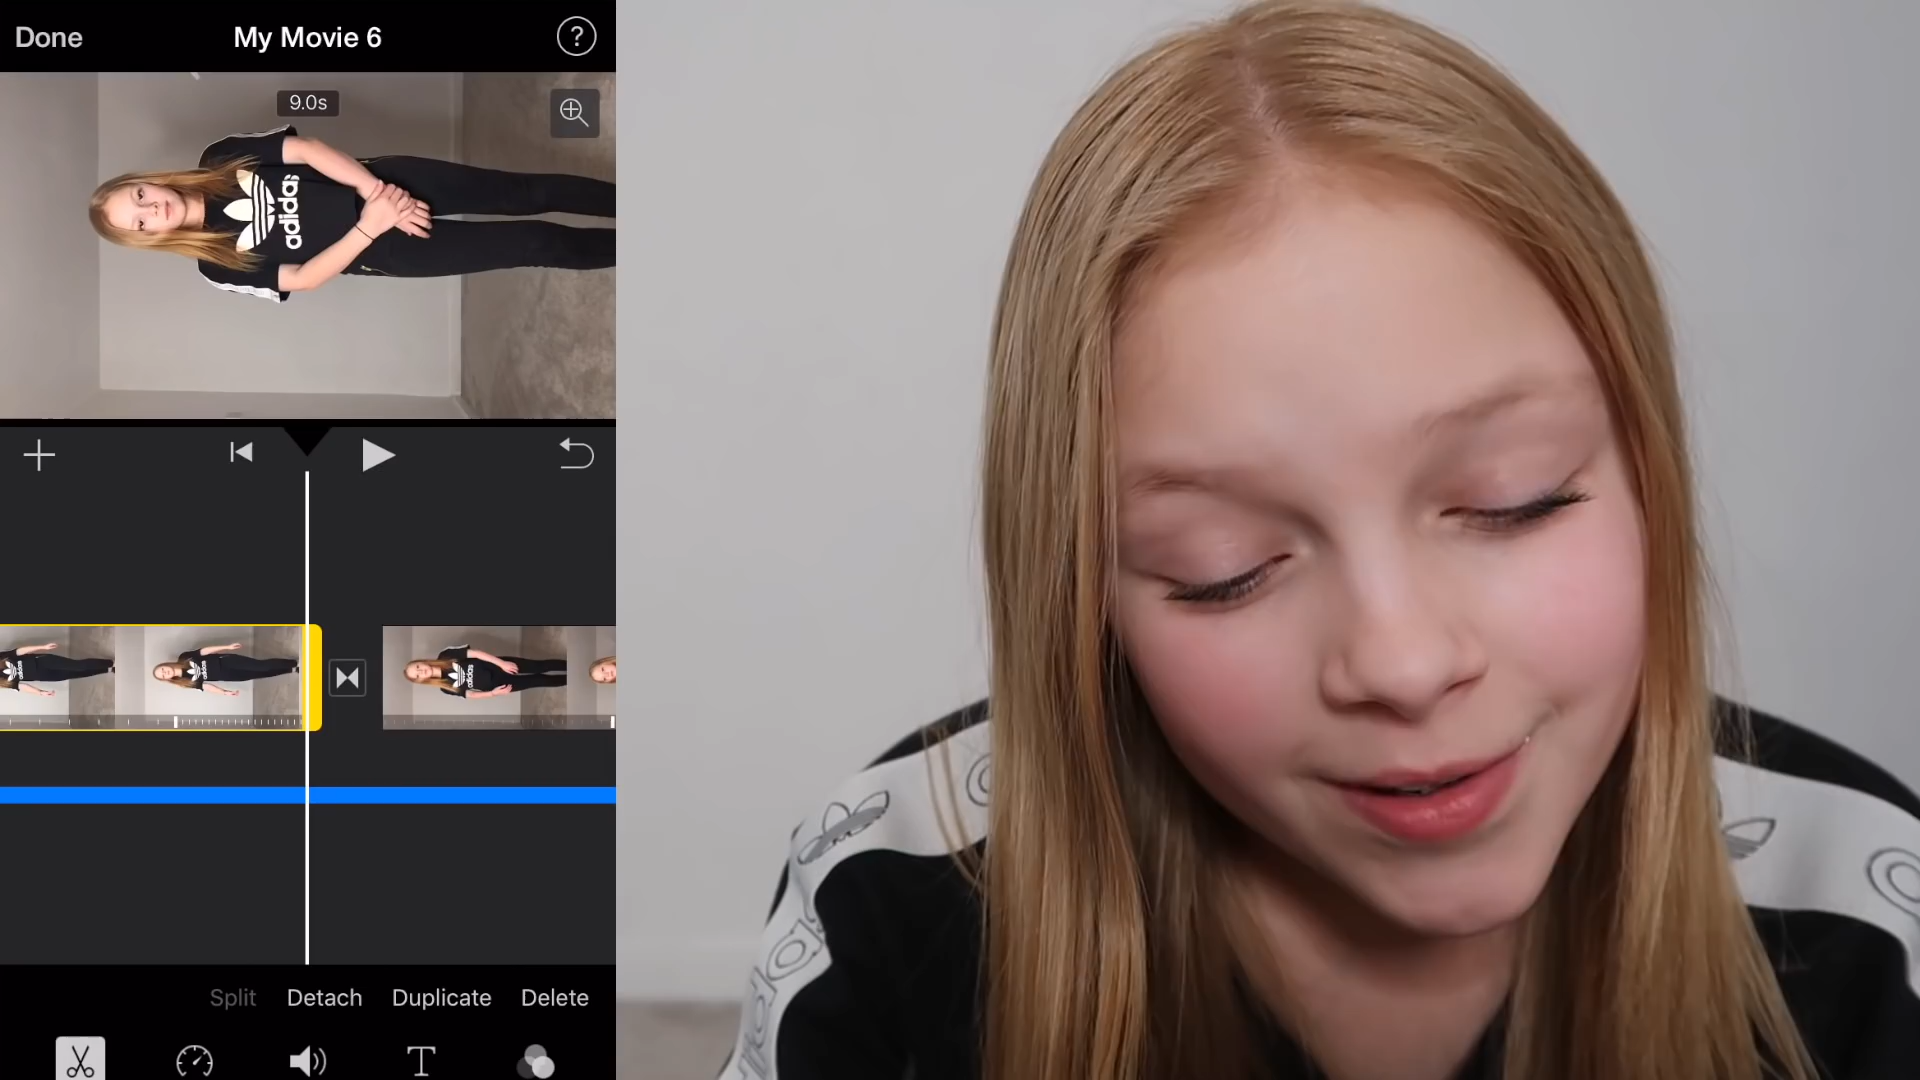 Done My Movie 6 ?
9.0s
adidas
Split Detach Duplicate Delete
T